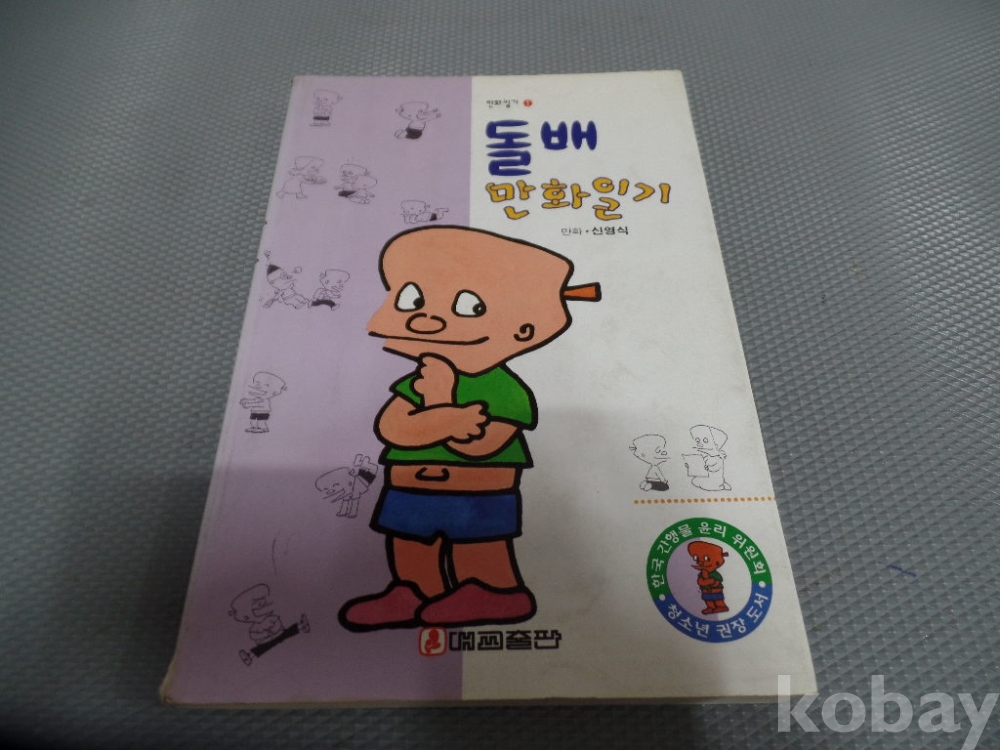 만화일기 1
돌배
만화일기
만화 • 신영식
• 한국 간행물 윤리 위원회 •
청소년 권장 도서
대교출판
kobay